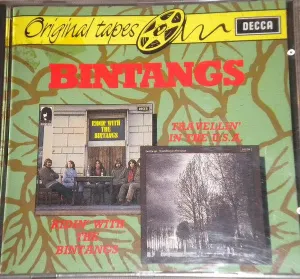 Original tapes
DECCA
BINTANGS
RIDIN' WITH
THE
BINTANGS
TRAVELLIN'
IN THE U.S.A.
RIDIN' WITH
THE
BINTANGS